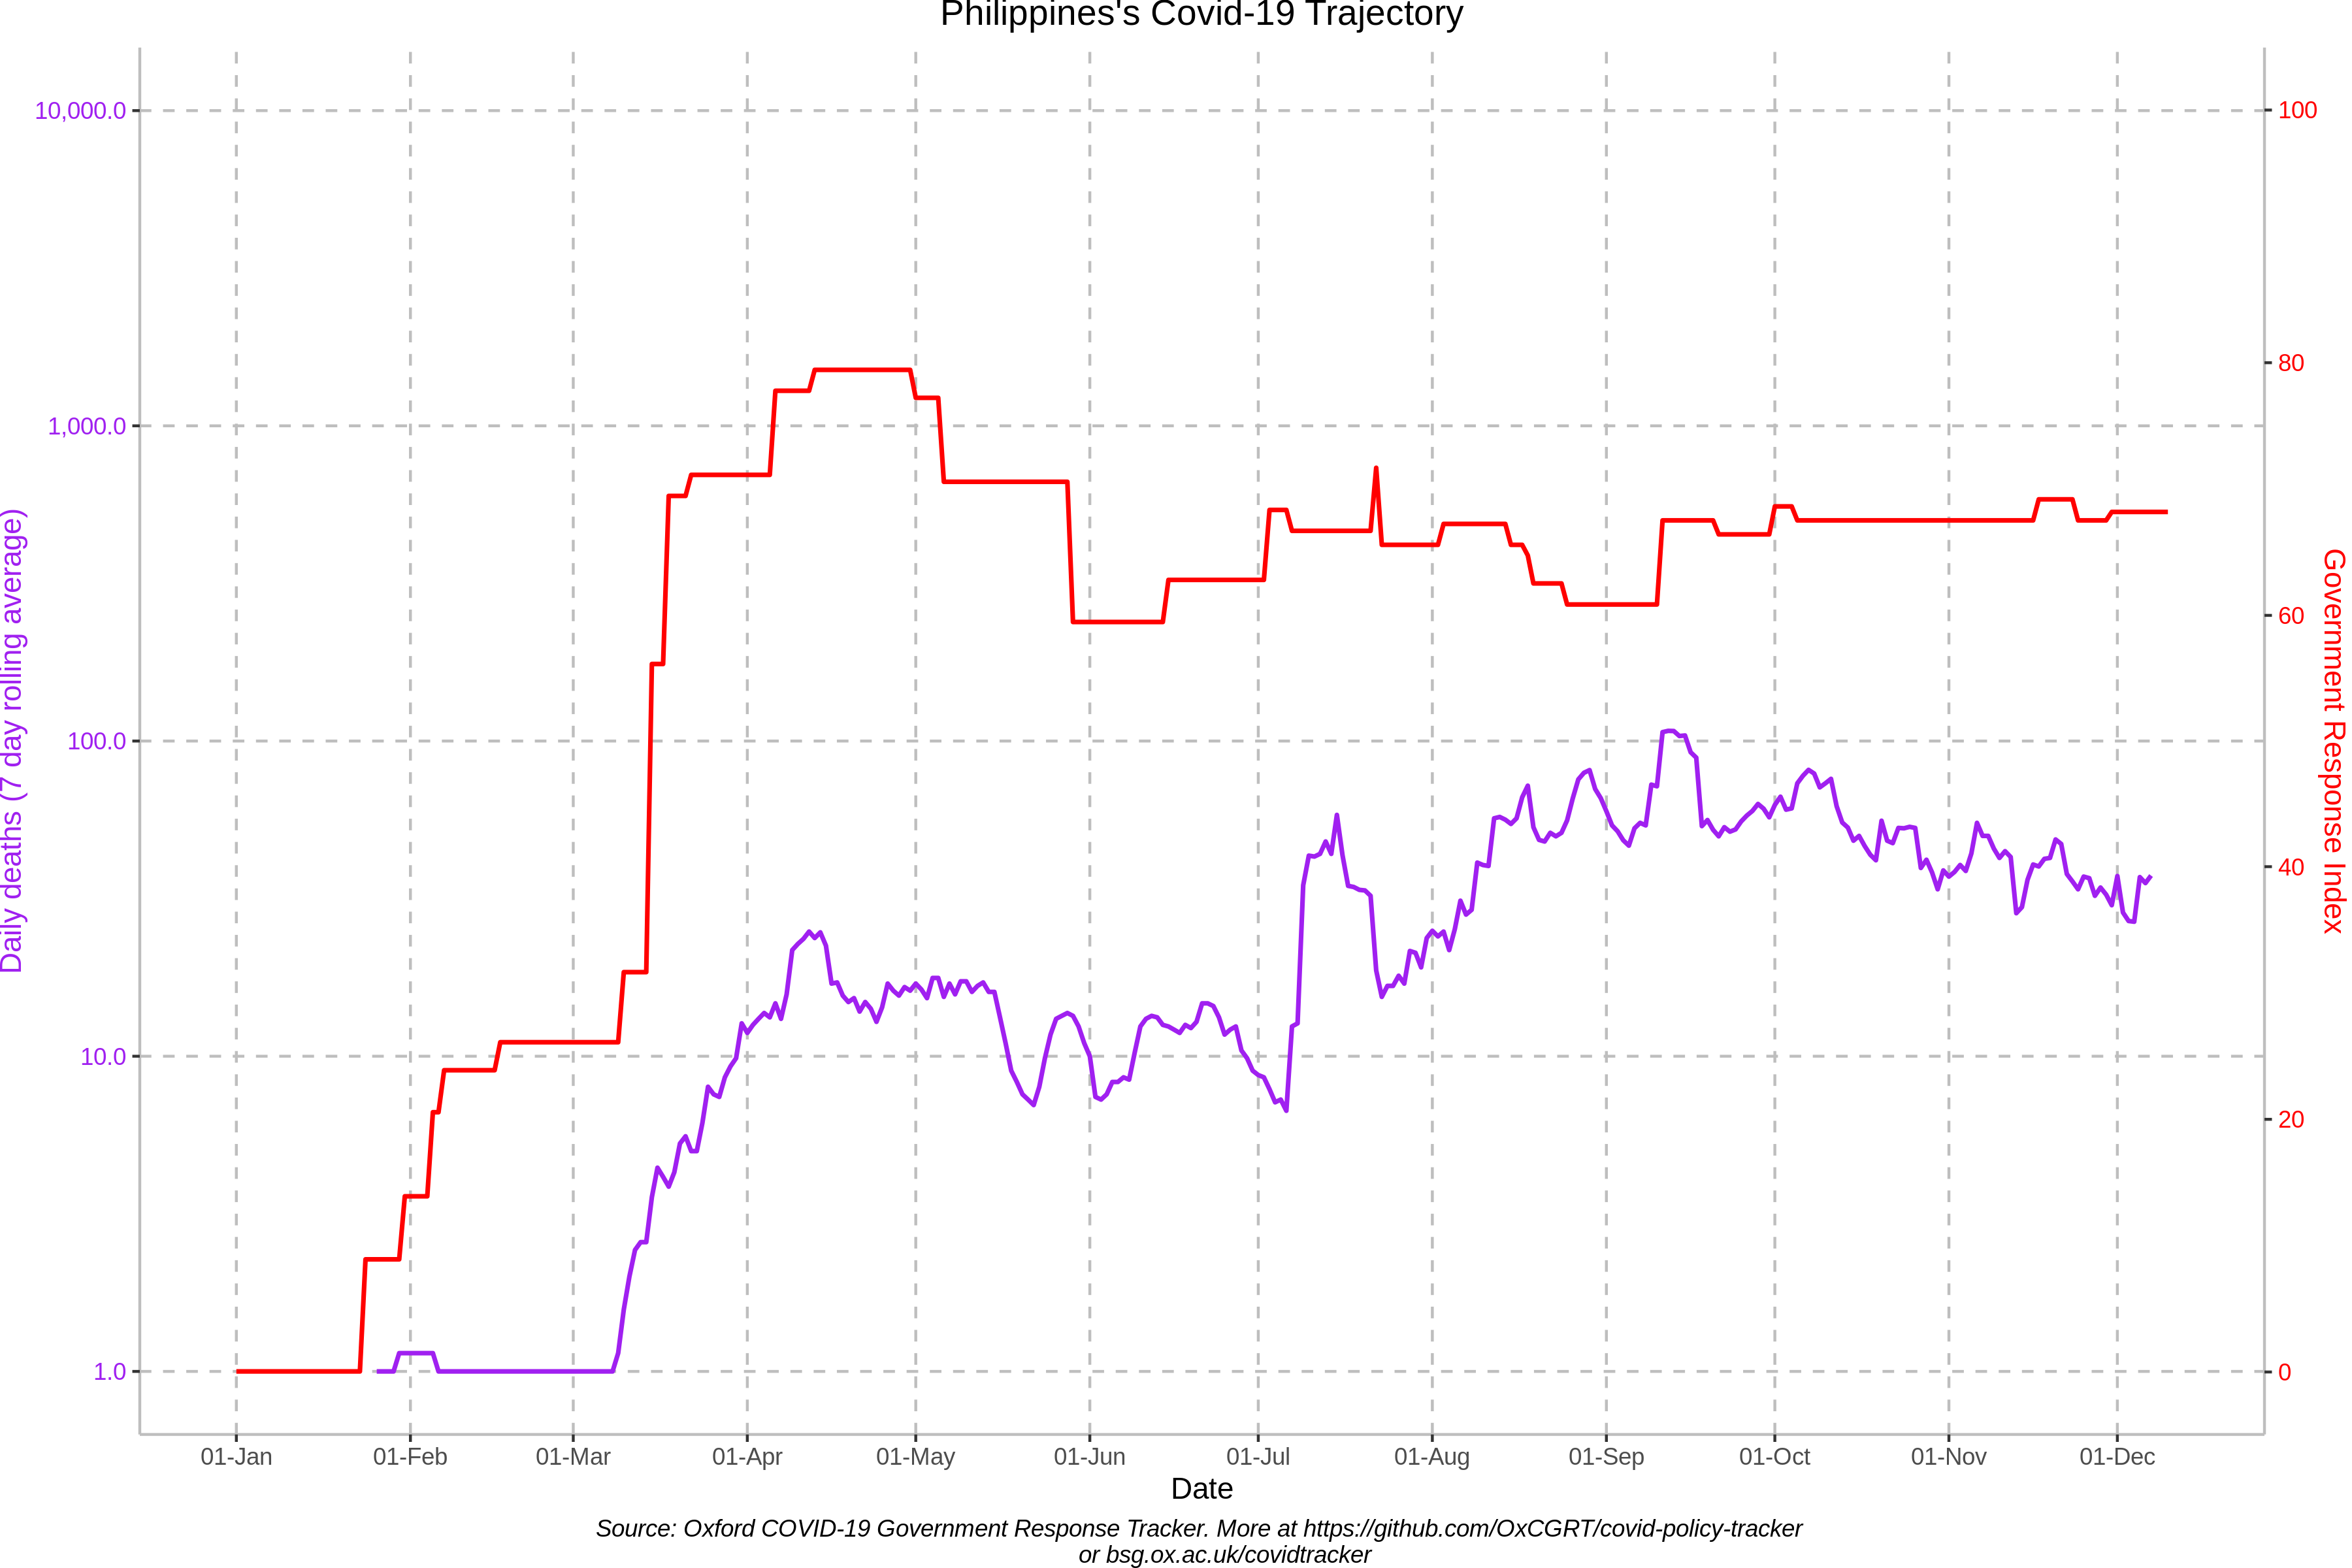 Philippines's Covid-19 Trajectory
10,000.0
1,000.0
100.0
10.0
1.0
Daily deaths (7 day rolling average)
100
80
60
40
20
0
Government Response Index
01-Jan 01-Feb 01-Mar 01-Apr 01-May 01-Jun 01-Jul 01-Aug 01-Sep 01-Oct 01-Nov 01-Dec
Date
Source: Oxford COVID-19 Government Response Tracker. More at https://github.com/OxCGRT/covid-policy-tracker
or bsg.ox.ac.uk/covidtracker